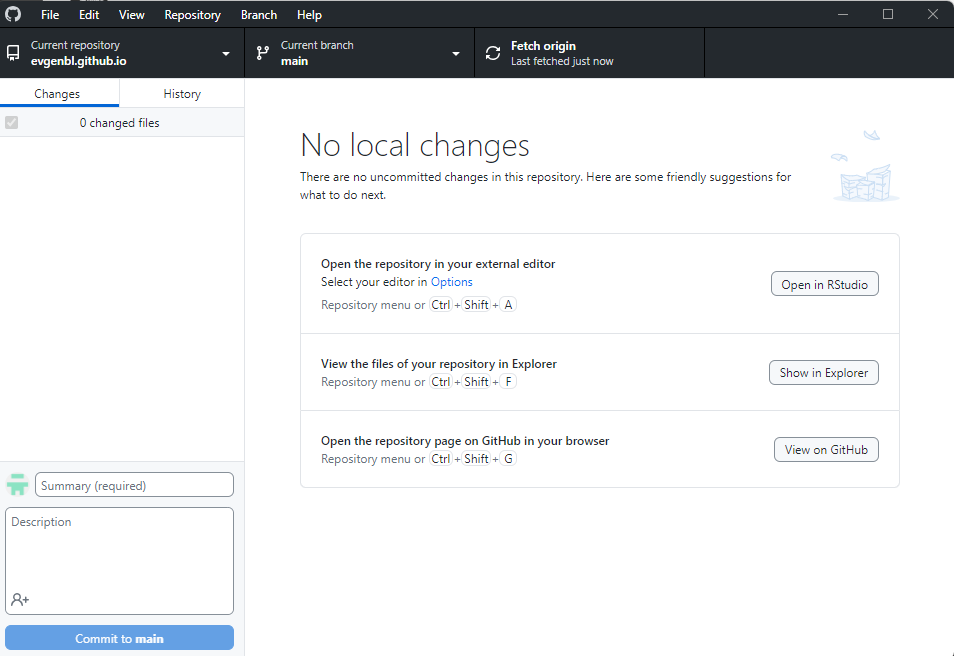 File Edit View Repository Branch Help
Current repository
evgenbl.github.io
Current branch
main
Fetch origin
Last fetched just now
Changes History
0 changed files
No local changes
There are no uncommitted changes in this repository. Here are some friendly suggestions for
what to do next.
Open the repository in your external editor
Select your editor in Options
Repository menu or Ctrl + Shift + A
Open in RStudio
View the files of your repository in Explorer
Repository menu or Ctrl + Shift + F
Show in Explorer
Open the repository page on GitHub in your browser
Repository menu or Ctrl + Shift + G
View on GitHub
Summary (required)
Description
Commit to main